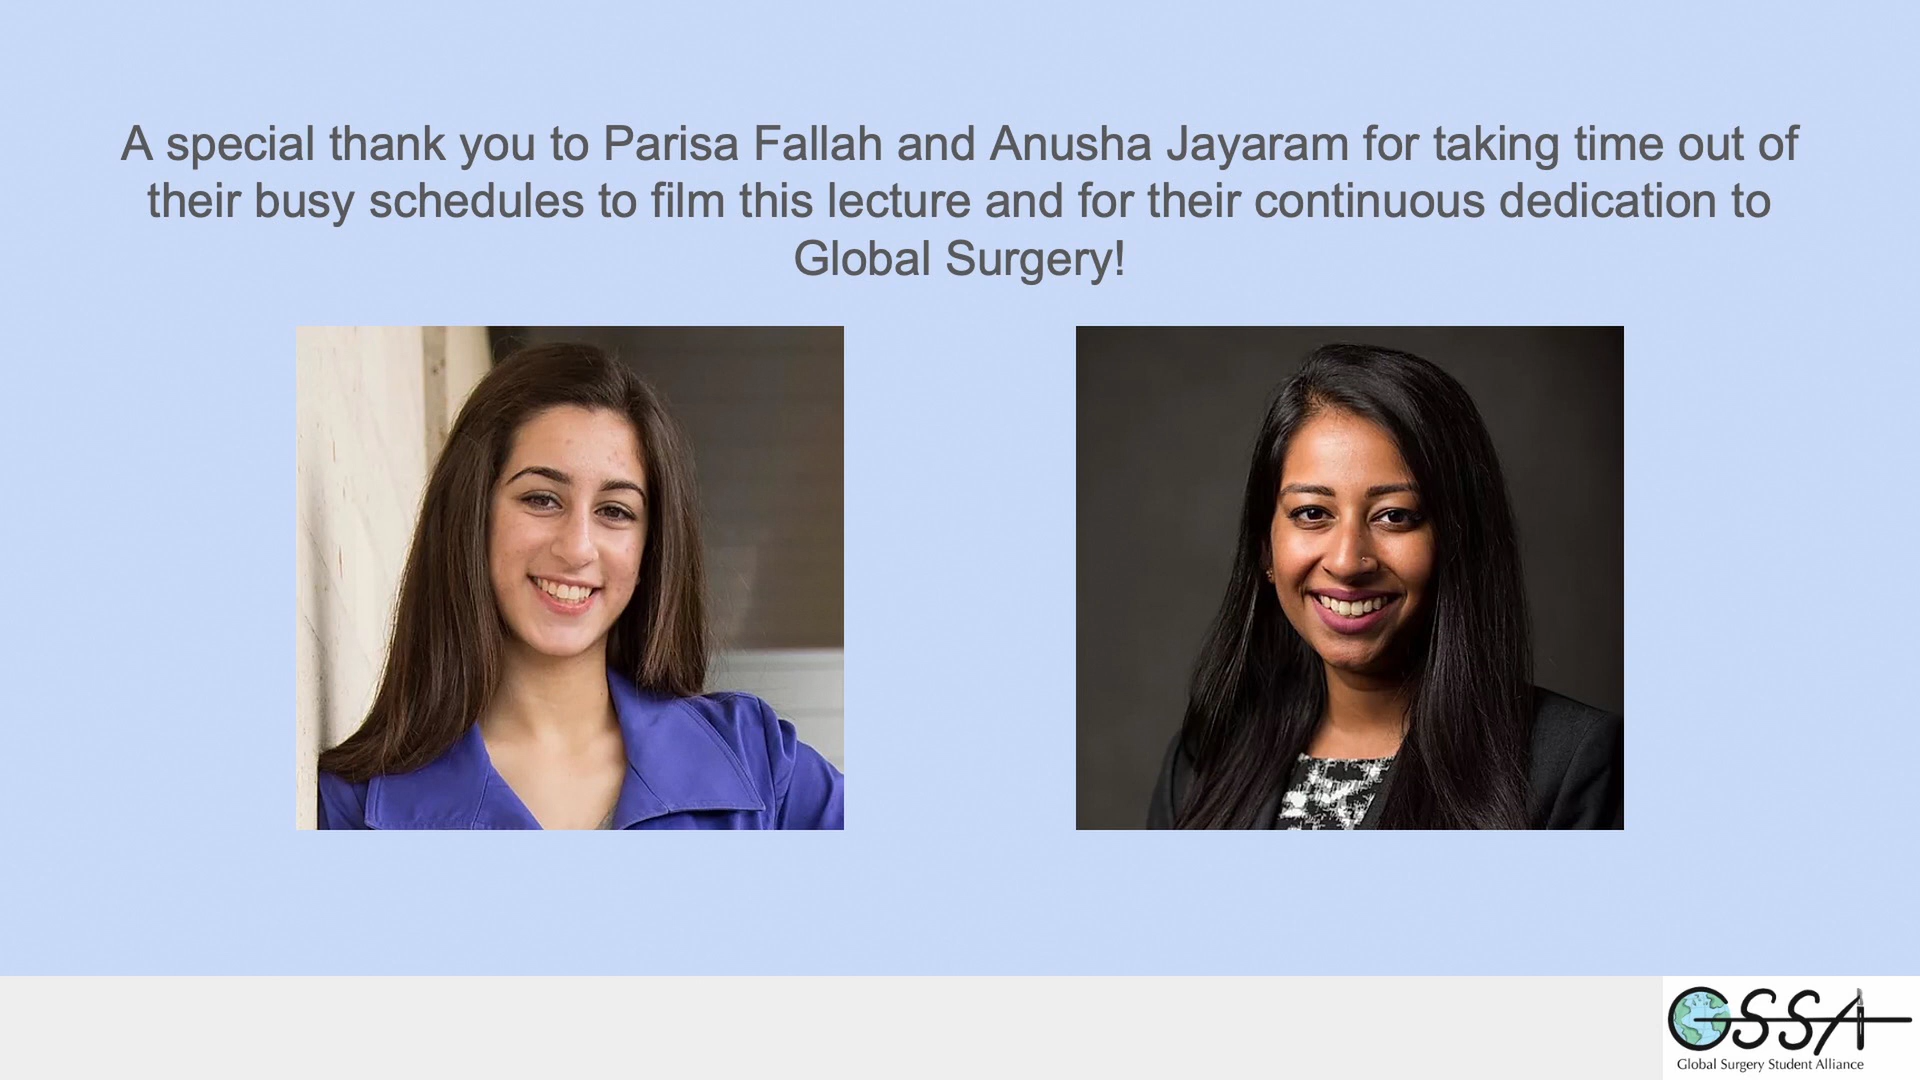 A special thank you to Parisa Fallah and Anusha Jayaram for taking time out of
their busy schedules to film this lecture and for their continuous dedication to
Global Surgery!
GSSA
Global Surgery Student Alliance